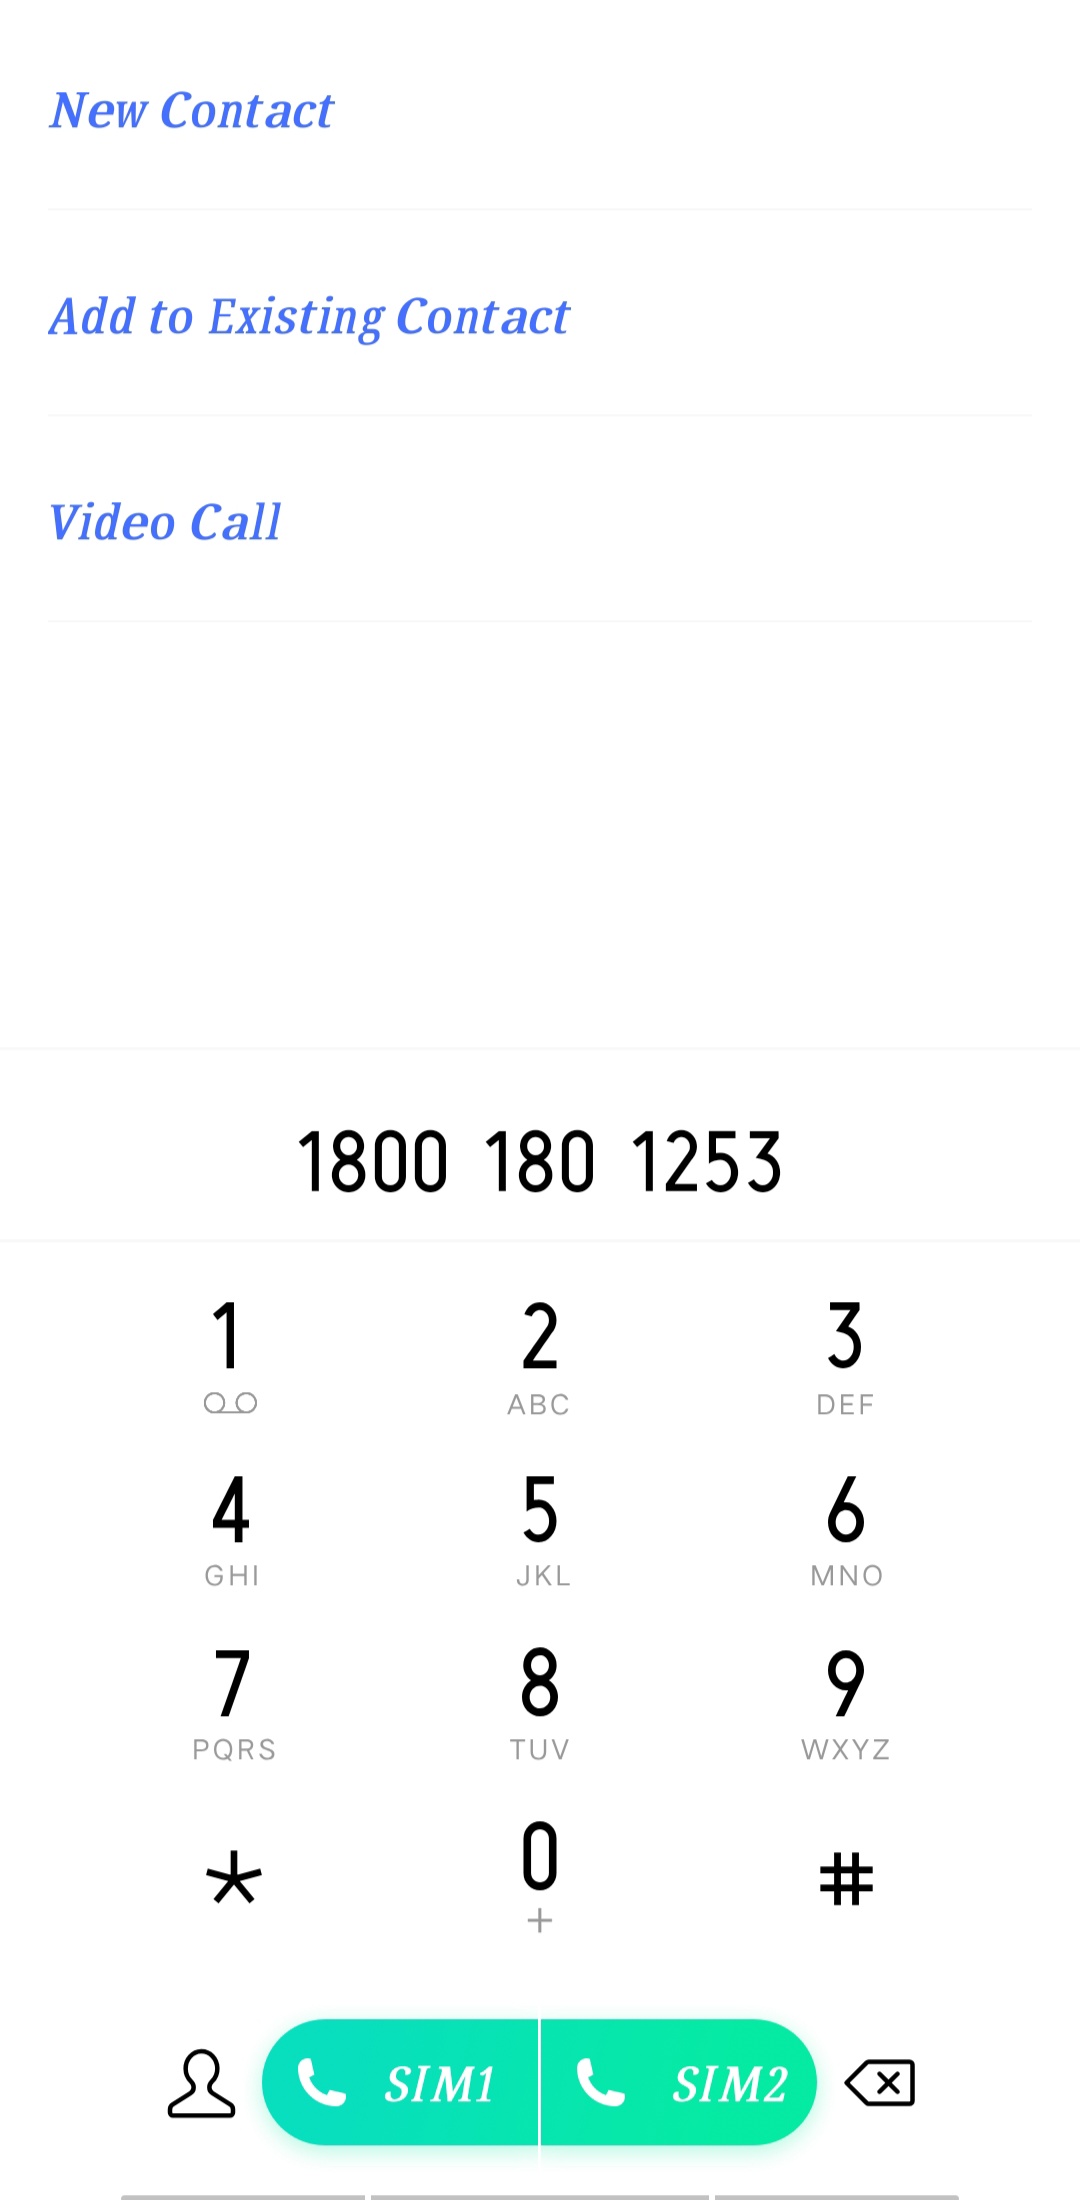 New Contact
Add to Existing Contact
Video Call
1800 180 1253
1 2 3
ABC DEF
4 5 6
GHI JKL MNO
7 8 9
PQRS TUV WXYZ
* 0 #
+
SIM1 SIM2